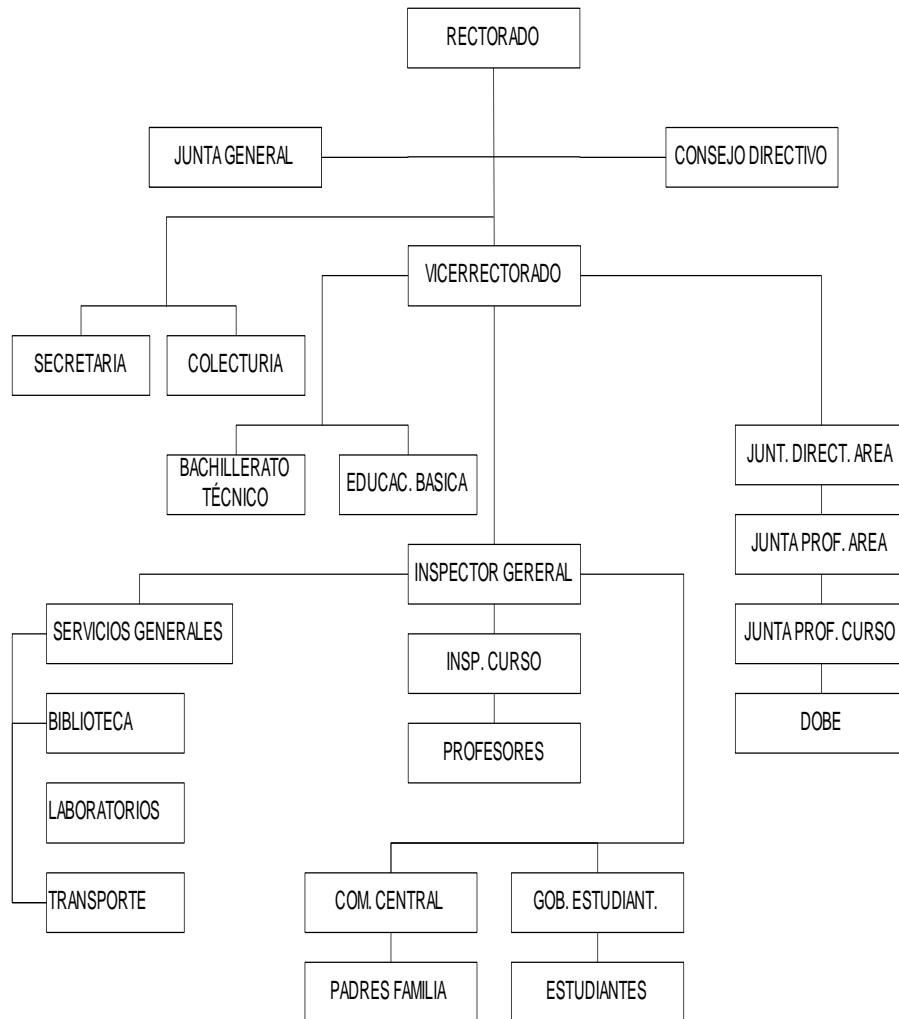 RECTORADO
JUNTA GENERAL
CONSEJO DIRECTIVO
VICERRECTORADO
SECRETARIA
COLECTURIA
BACHILLERATO
TÉCNICO
EDUCAC. BASICA
JUNT. DIRECT. AREA
JUNTA PROF. AREA
INSPECTOR GERERAL
SERVICIOS GENERALES
INSP. CURSO
JUNTA PROF. CURSO
BIBLIOTECA
PROFESORES
DOBE
LABORATORIOS
TRANSPORTE
COM. CENTRAL
GOB. ESTUDIANT.
PADRES FAMILIA
ESTUDIANTES